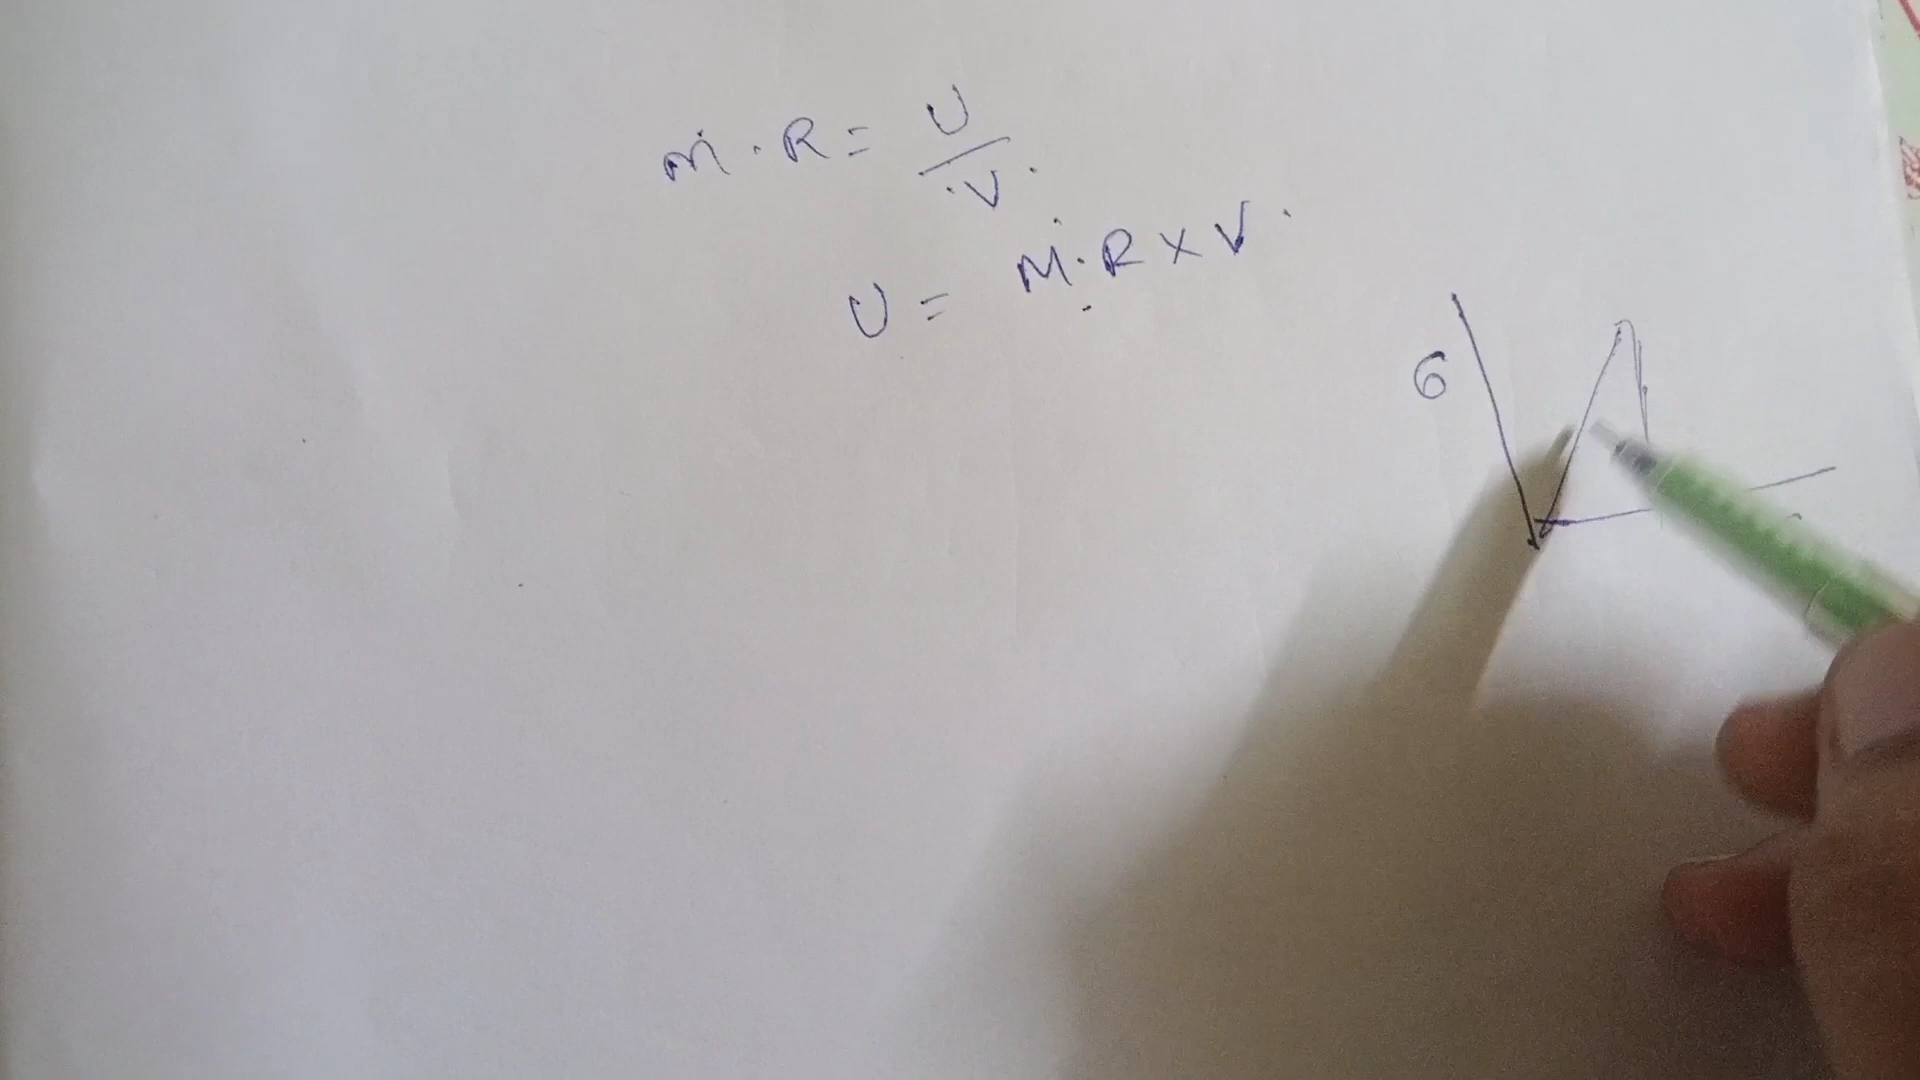 M.R = U/V
U = M.R x V
6